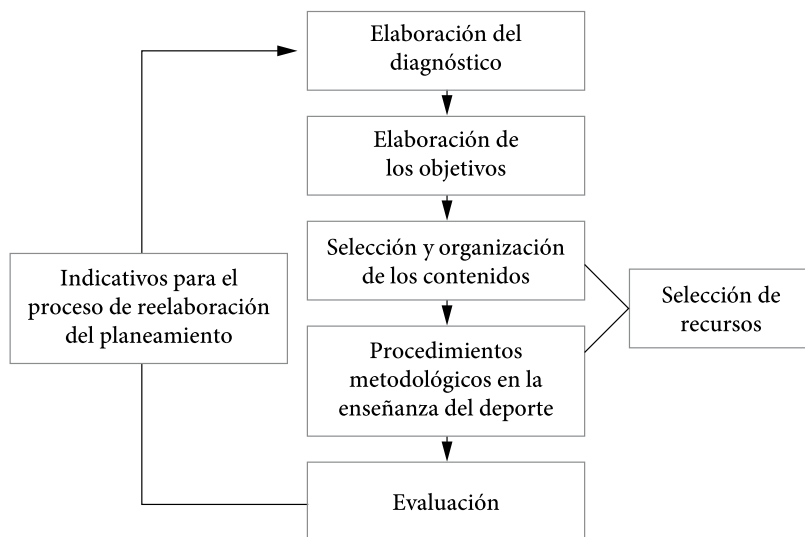 Elaboración del
diagnóstico
Elaboración de
los objetivos
Selección y organización
de los contenidos
Indicativos para el
proceso de reelaboración
del planeamiento
Selección de
recursos
Procedimientos
metodológicos en la
enseñanza del deporte
Evaluación